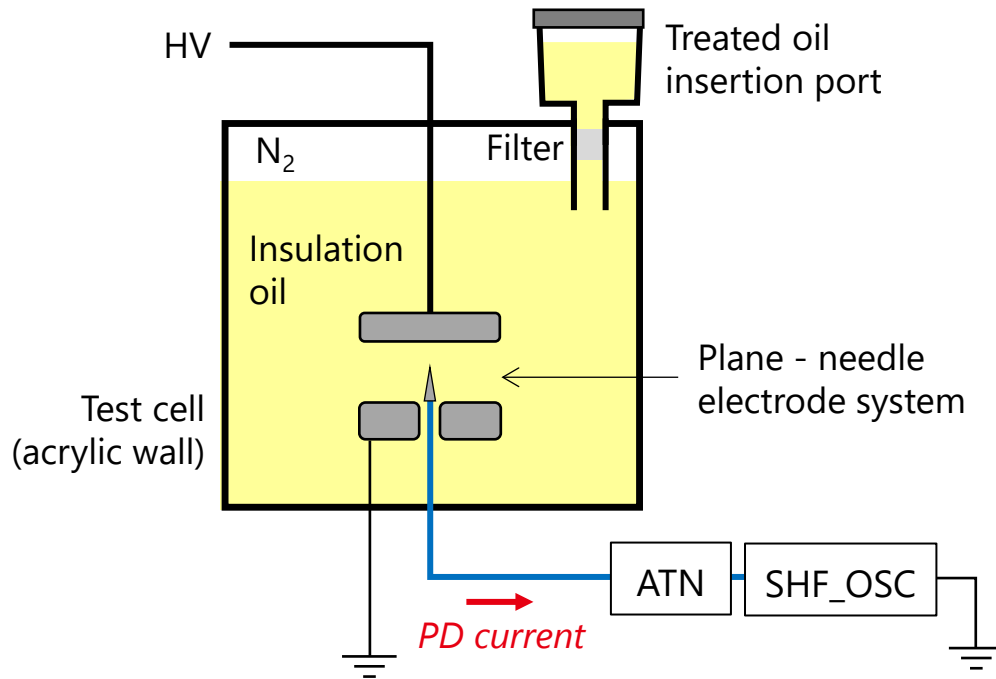 HV
Treated oil
insertion port
N₂
Filter
Insulation
oil
Plane - needle
electrode system
Test cell
(acrylic wall)
ATN
SHF_OSC
PD current